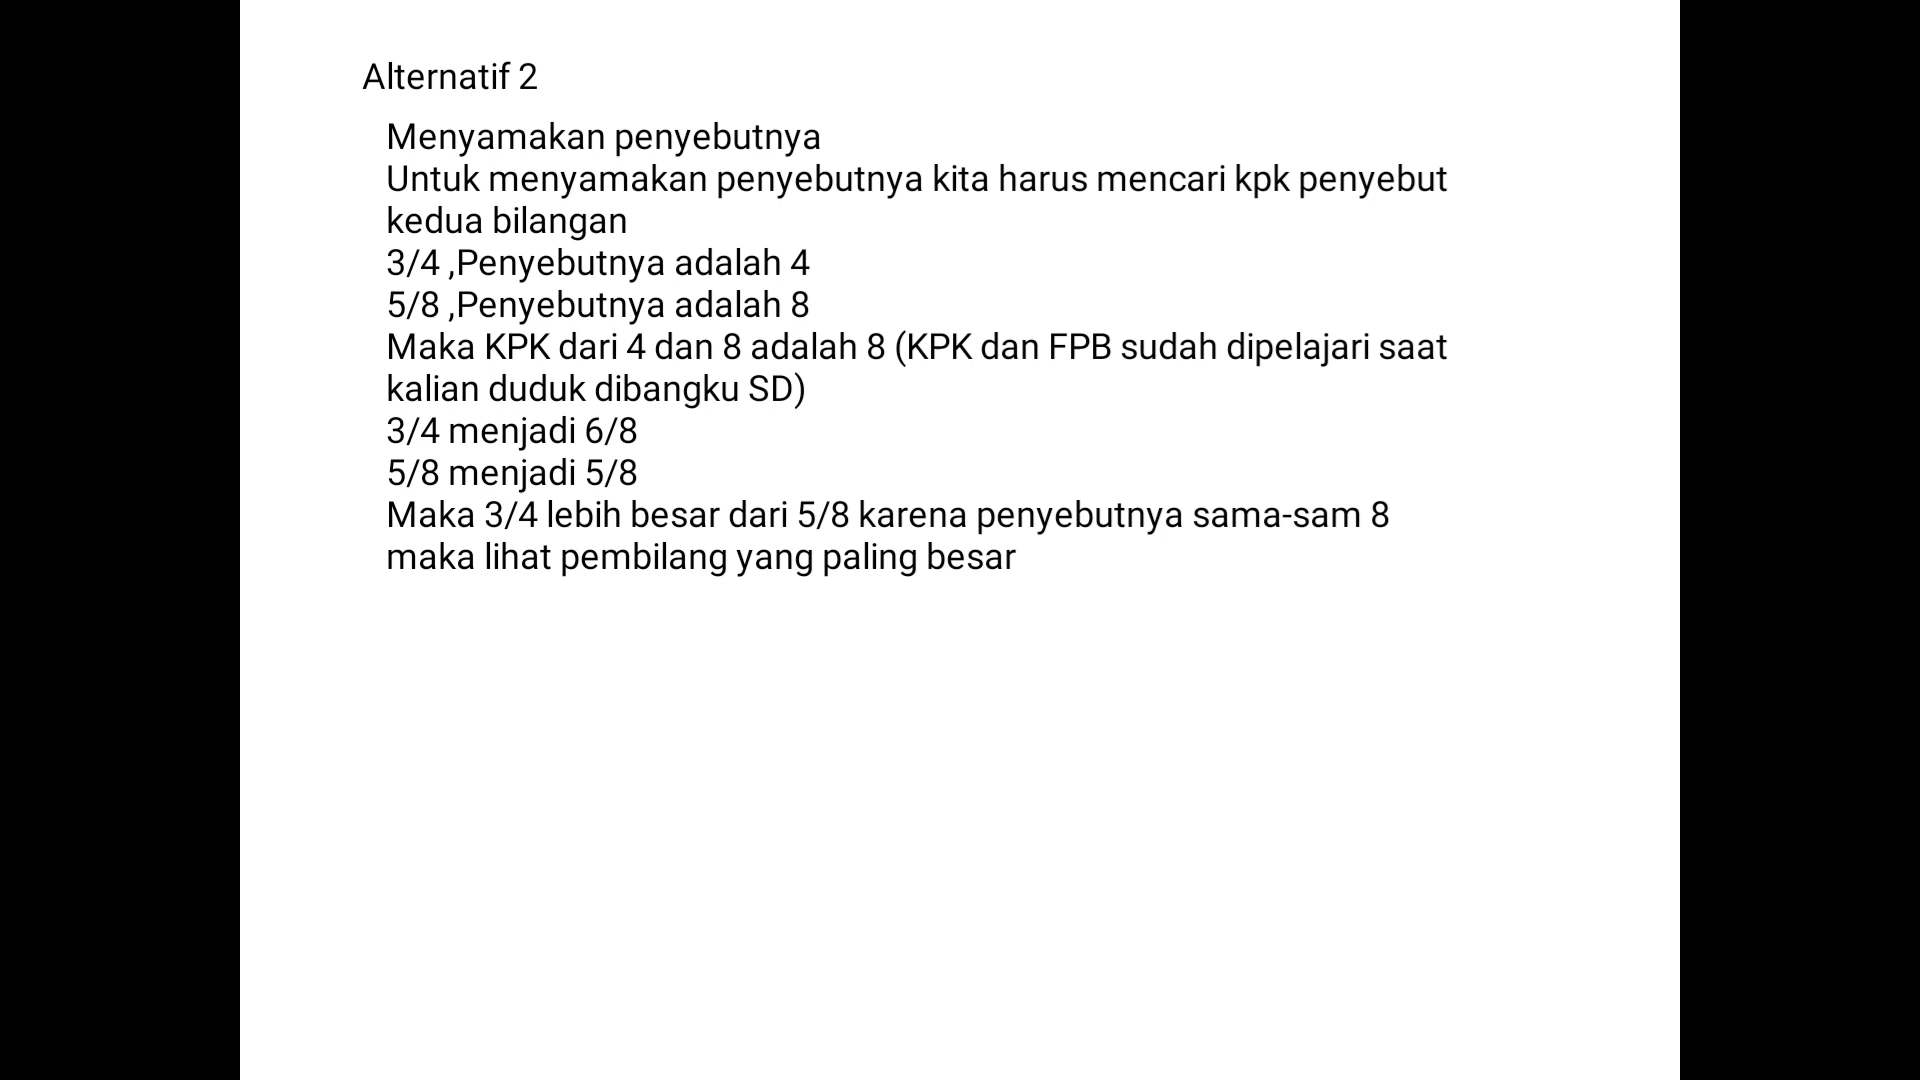 Alternatif 2
Menyamakan penyebutnya
Untuk menyamakan penyebutnya kita harus mencari kpk penyebut
kedua bilangan
3/4 ,Penyebutnya adalah 4
5/8 ,Penyebutnya adalah 8
Maka KPK dari 4 dan 8 adalah 8 (KPK dan FPB sudah dipelajari saat
kalian duduk dibangku SD)
3/4 menjadi 6/8
5/8 menjadi 5/8
Maka 3/4 lebih besar dari 5/8 karena penyebutnya sama-sam 8
maka lihat pembilang yang paling besar